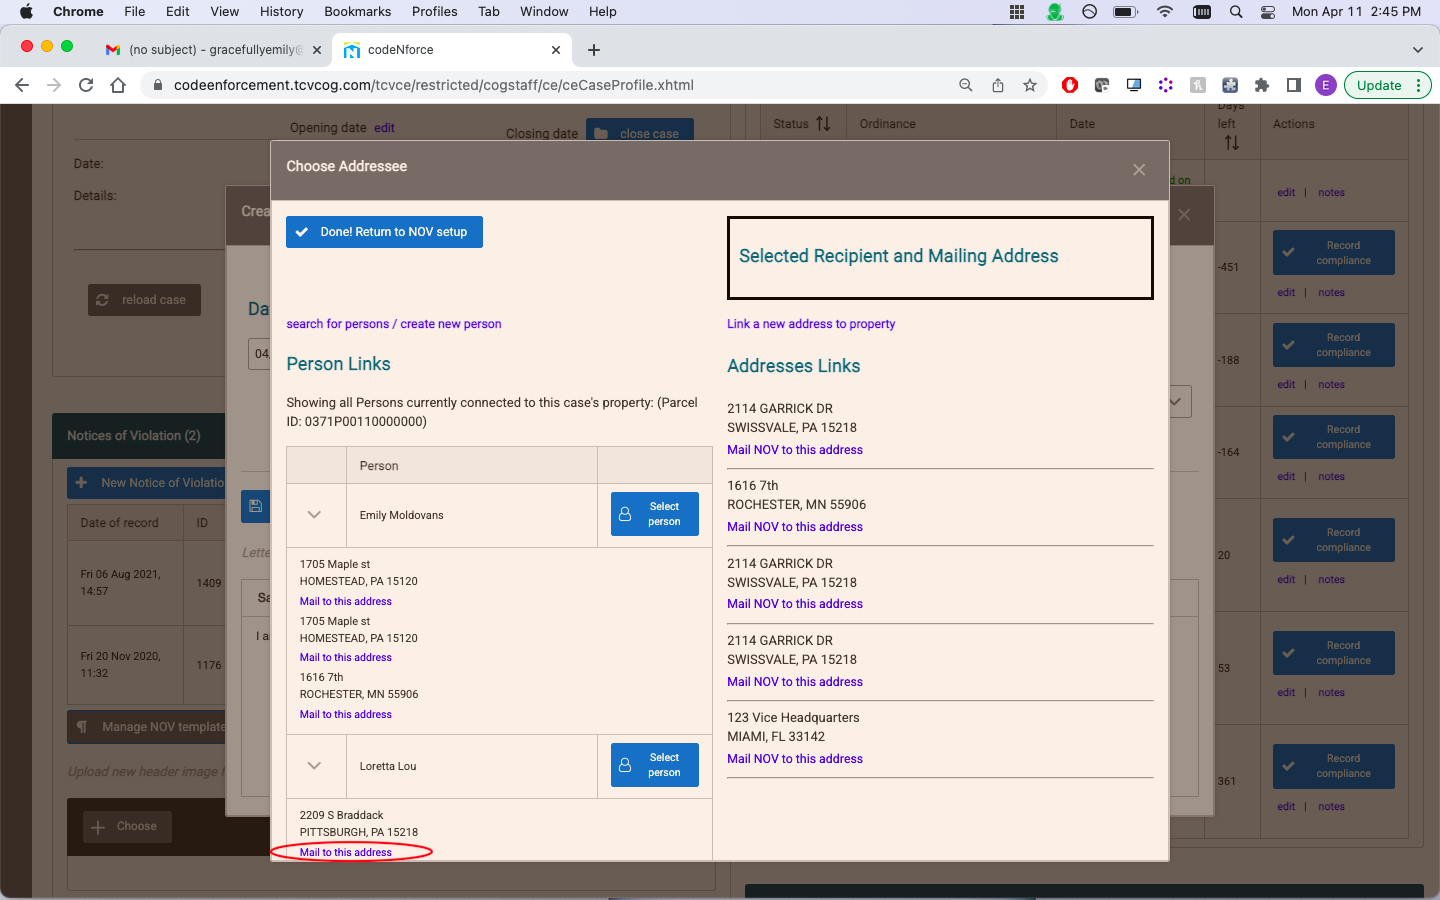 Chrome File Edit View History Bookmarks Profiles Tab Window Help Mon Apr 11 2:45 PM
(no subject) - gracefullyemily@
codeNforce
codeenforcement.tcvcog.com/tcvce/restricted/cogstaff/ce/ceCaseProfile.xhtml
E
Update
Opening date edit
Closing date
close case
Date:
Details:
reload case
Notices of Violation (2)
New Notice of Violatio
Date of record ID
Fri 06 Aug 2021, 14:57
1409
Fri 20 Nov 2020, 11:32
1176
Manage NOV template
Upload new header image f
Choose
Crea
Da
04,
Lette
Sa
I a
Choose Addressee
Done! Return to NOV setup
search for persons / create new person
Person Links
Showing all Persons currently connected to this case's property: (Parcel
ID: 0371P00110000000)
Person
Emily Moldovans
Select person
1705 Maple st
HOMESTEAD, PA 15120
Mail to this address
1705 Maple st
HOMESTEAD, PA 15120
Mail to this address
1616 7th
ROCHESTER, MN 55906
Mail to this address
Loretta Lou
Select person
2209 S Braddack
PITTSBURGH, PA 15218
Mail to this address
Selected Recipient and Mailing Address
Link a new address to property
Addresses Links
2114 GARRICK DR
SWISSVALE, PA 15218
Mail NOV to this address
1616 7th
ROCHESTER, MN 55906
Mail NOV to this address
2114 GARRICK DR
SWISSVALE, PA 15218
Mail NOV to this address
2114 GARRICK DR
SWISSVALE, PA 15218
Mail NOV to this address
123 Vice Headquarters
MIAMI, FL 33142
Mail NOV to this address
Status Ordinance Date Days left Actions
d on
edit | notes
-451
Record compliance
edit | notes
-188
Record compliance
edit | notes
-164
Record compliance
edit | notes
20
Record compliance
edit | notes
53
Record compliance
edit | notes
361
Record compliance
edit | notes